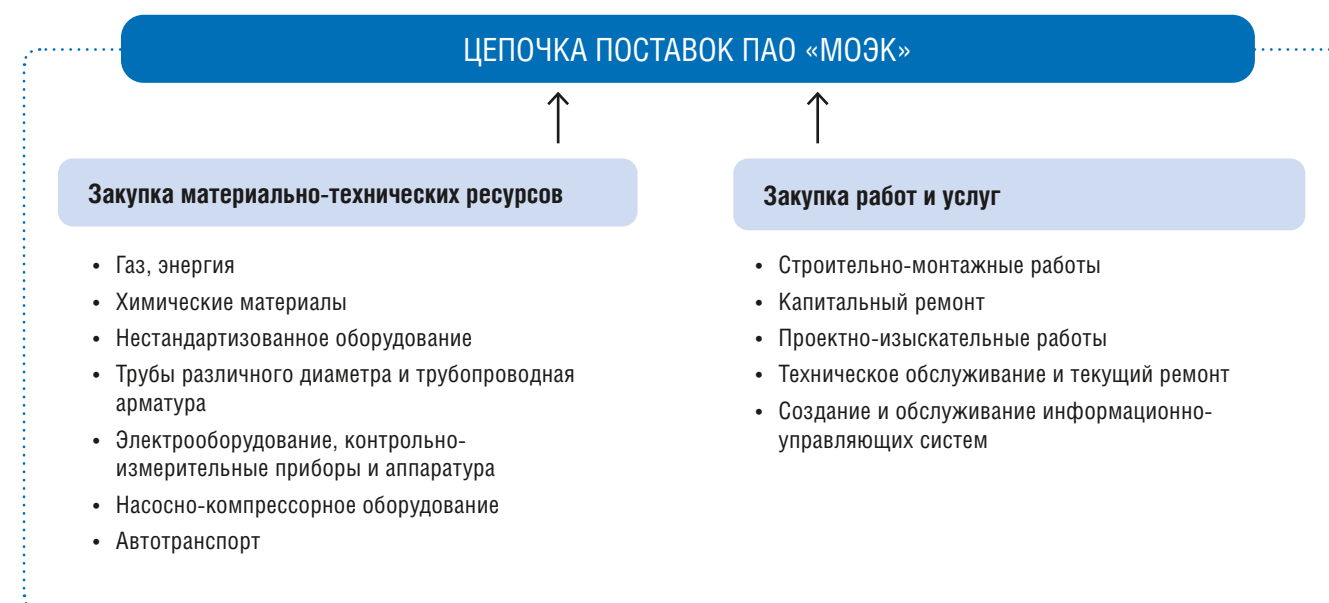 ЦЕПОЧКА ПОСТАВОК ПАО «МОЭК»
Закупка материально-технических ресурсов
• Газ, энергия
• Химические материалы
• Нестандартизованное оборудование
• Трубы различного диаметра и трубопроводная
арматура
• Электрооборудование, контрольно-
измерительные приборы и аппаратура
• Насосно-компрессорное оборудование
• Автотранспорт
Закупка работ и услуг
• Строительно-монтажные работы
• Капитальный ремонт
• Проектно-изыскательные работы
• Техническое обслуживание и текущий ремонт
• Создание и обслуживание информационно-
управляющих систем